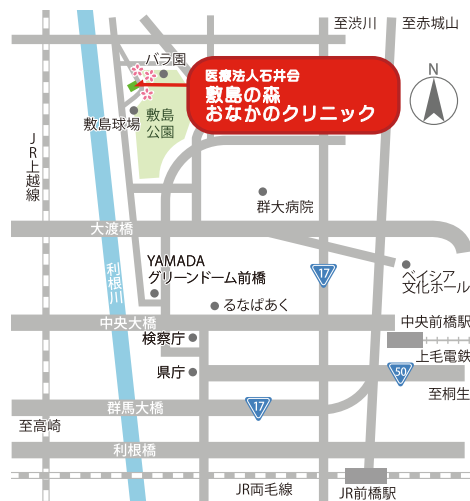 至渋川
至赤城山
バラ園
医療法人石井会
敷島の森
おなかのクリニック
N
敷島球場
敷島
公園
JR上越線
群大病院
大渡橋
利根川
YAMADA
グリーンドーム前橋
17
ベイシア
文化ホール
るなぱあく
中央大橋
中央前橋駅
検察庁
上毛電鉄
県庁
50
至桐生
群馬大橋
17
至高崎
利根橋
JR両毛線
JR前橋駅